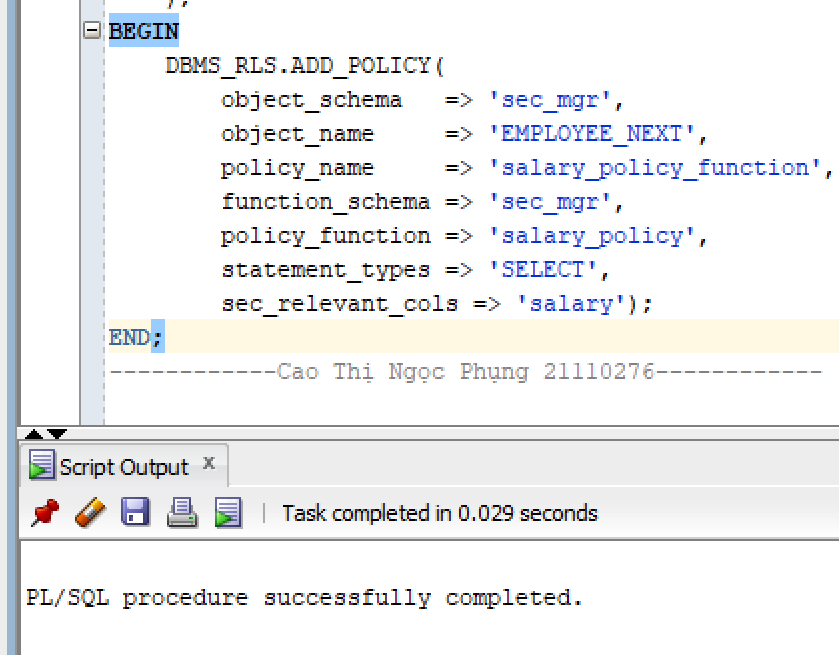 );
BEGIN
DBMS_RLS.ADD_POLICY(
object_schema => 'sec_mgr',
object_name => 'EMPLOYEE_NEXT',
policy_name => 'salary_policy_function',
function_schema => 'sec_mgr',
policy_function => 'salary_policy',
statement_types => 'SELECT',
sec_relevant_cols => 'salary');
END;
------------Cao Thị Ngọc Phụng 21110276------------
Script Output x
Task completed in 0.029 seconds
PL/SQL procedure successfully completed.